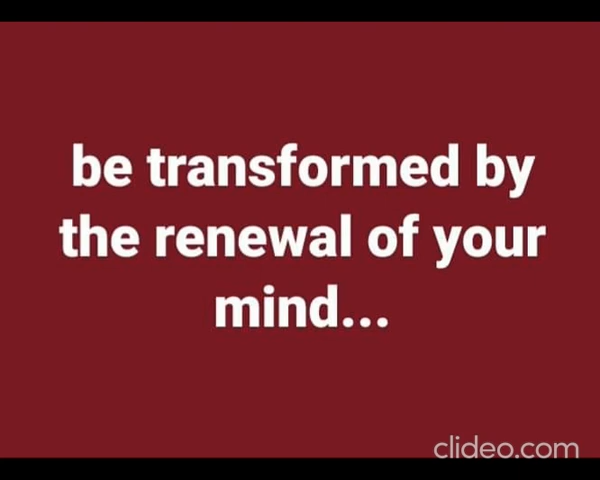 be transformed by
the renewal of your
mind...
clideo.com